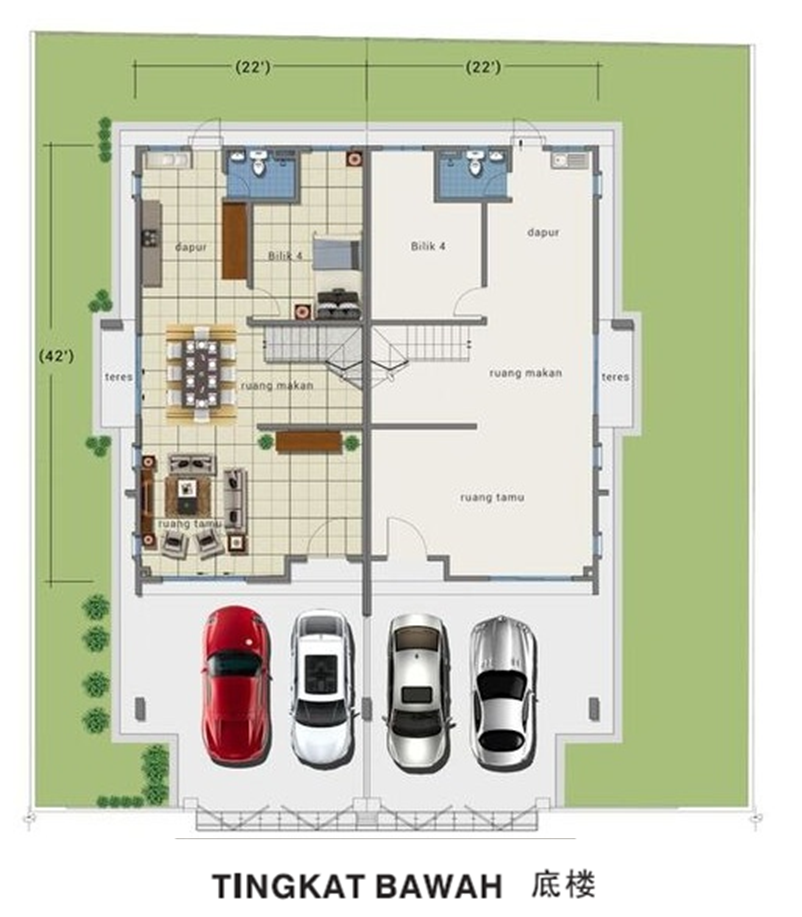 (22') (22')
dapur
Bilik 4
Bilik 4
dapur
(42')
teres
ruang makan
ruang makan
teres
ruang tamu
ruang tamu
TINGKAT BAWAH 底楼